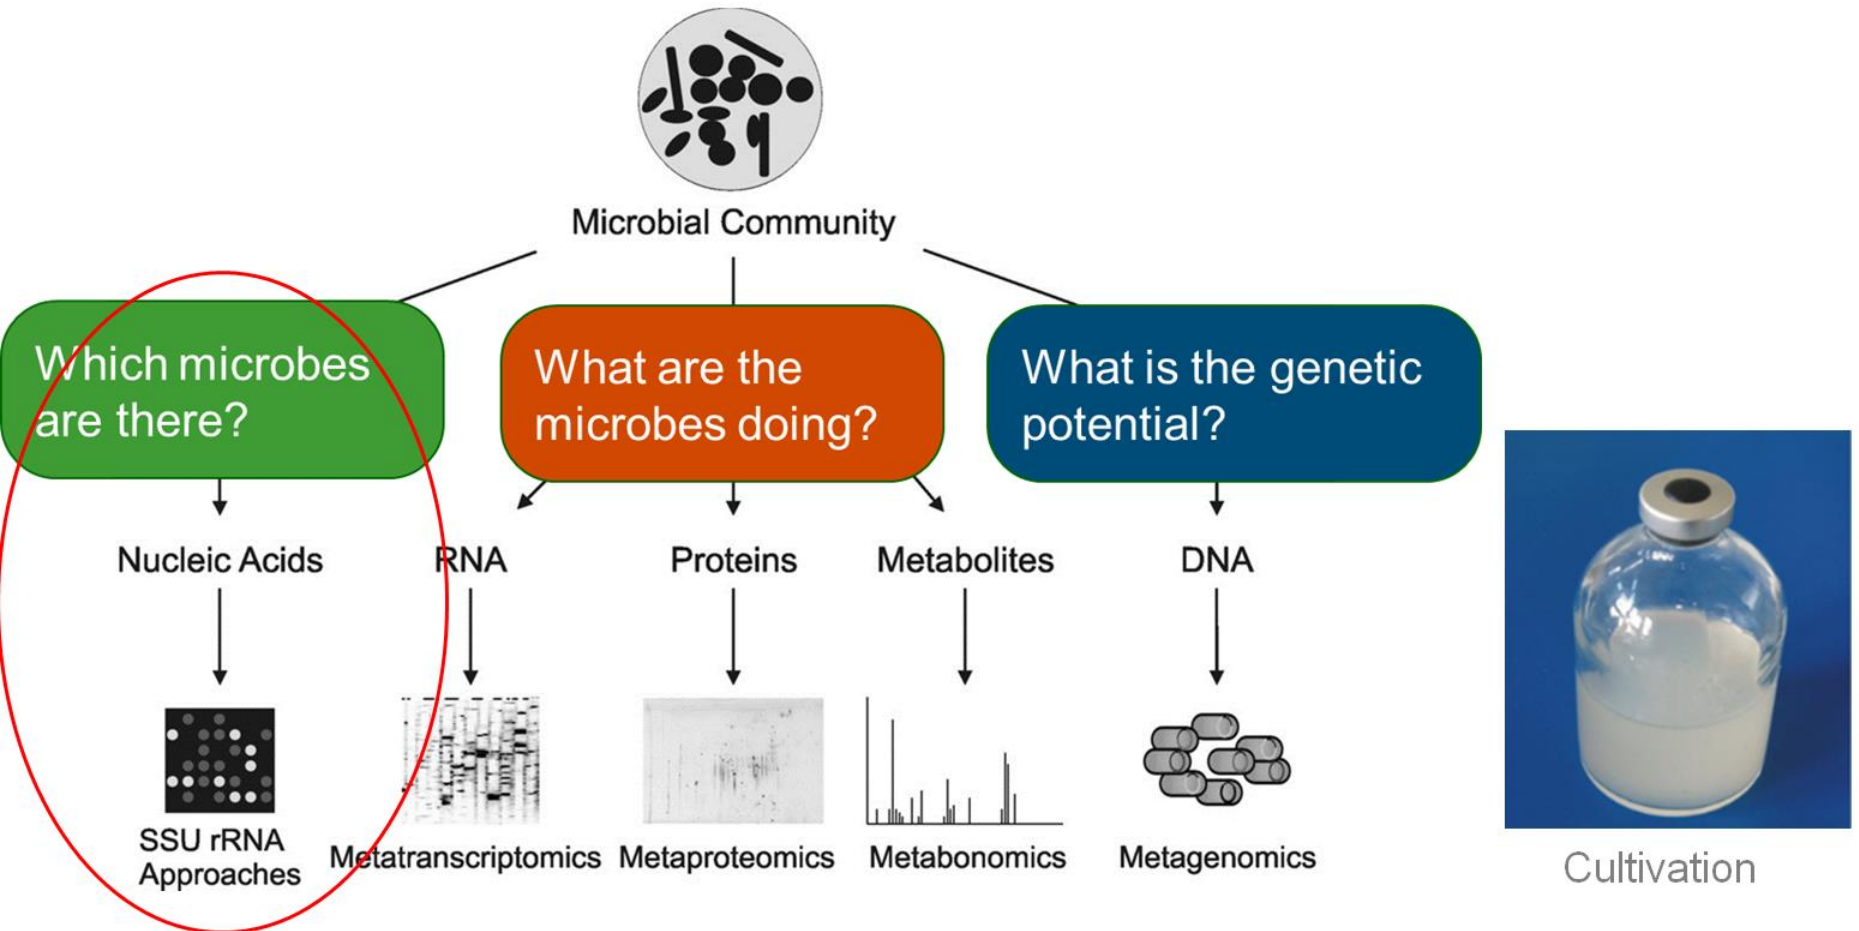 Microbial Community
Which microbes
are there?
What are the
microbes doing?
What is the genetic
potential?
Nucleic Acids
RNA
Proteins
Metabolites
DNA
SSU rRNA
Approaches
Metatranscriptomics
Metaproteomics
Metabonomics
Metagenomics
Cultivation